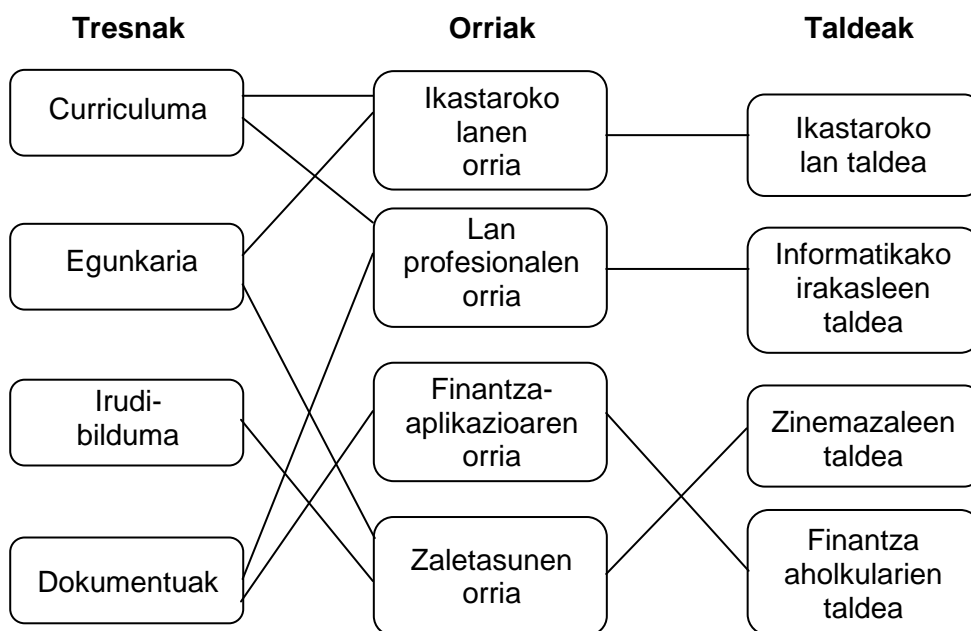 Tresnak
Orriak
Taldeak
Curriculuma
Egunkaria
Irudi-
bilduma
Dokumentuak
Ikastaroko
lanen
orria
Lan
profesionalen
orria
Finantza-
aplikazioaren
orria
Zaletasunen
orria
Ikastaroko
lan taldea
Informatikako
irakasleen
taldea
Zinemazaleen
taldea
Finantza
aholkularien
taldea